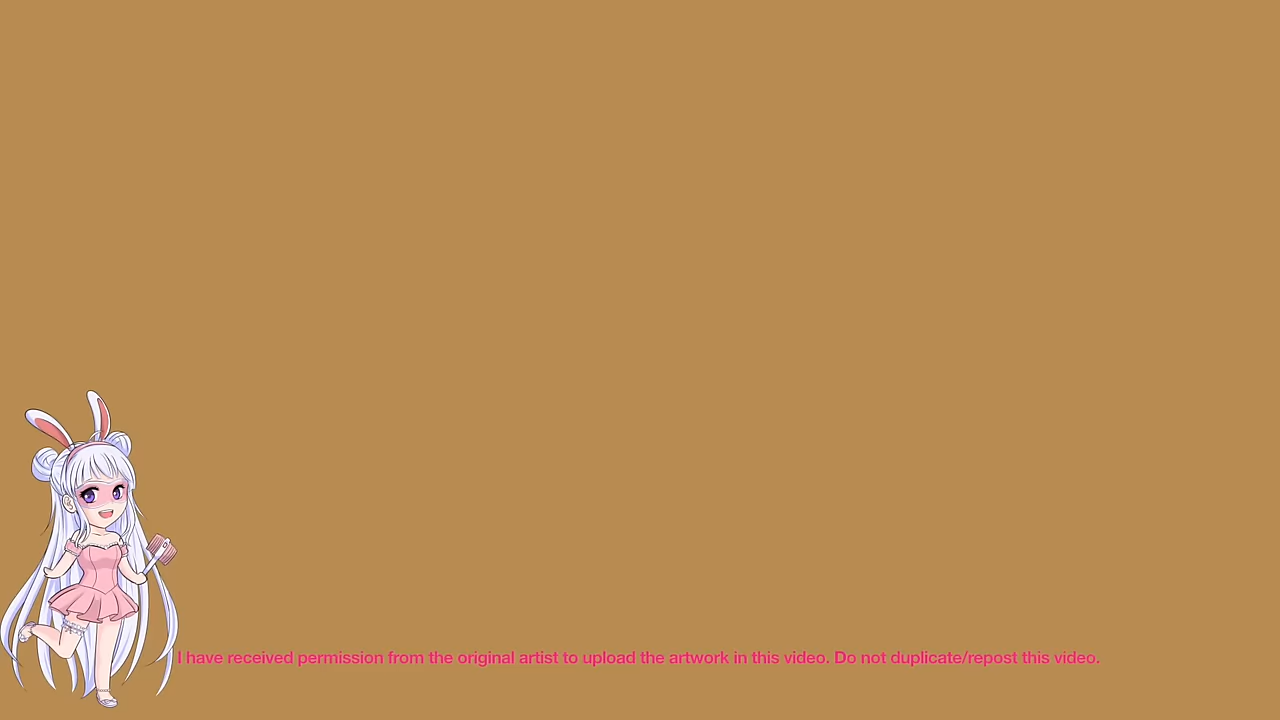 I have received permission from the original artist to upload the artwork in this video. Do not duplicate/repost this video.